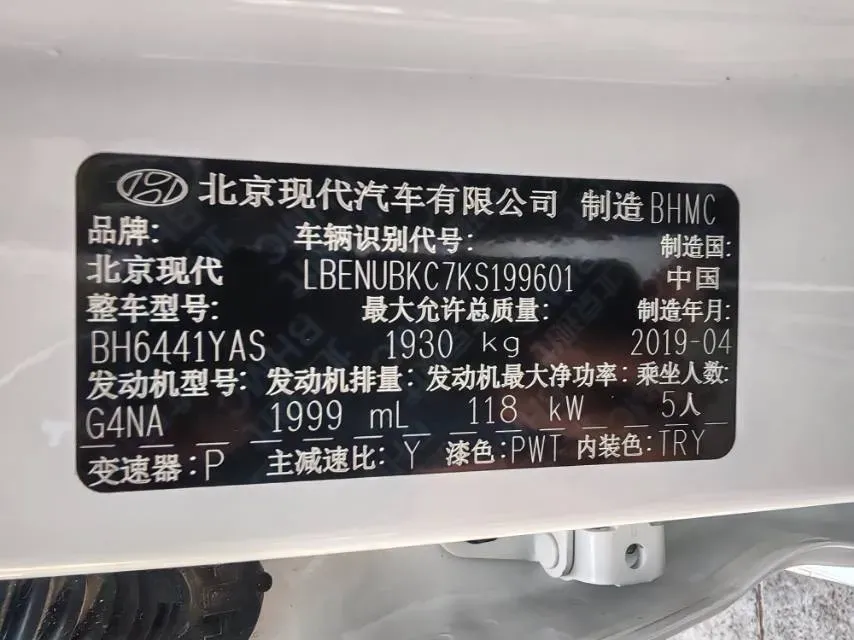 北京现代汽车有限公司 制造 BHMC
品牌: 车辆识别代号: 制造国:
北京现代 LBENUBKC7KS199601 中国
整车型号: 最大允许总质量: 制造年月:
BH6441YAS 1930 kg 2019-04
发动机型号: 发动机排量: 发动机最大净功率: 乘坐人数:
G4NA 1999 mL 118 kW 5人
变速器: P 主减速比: Y 漆色: PWT 内装色: TRY